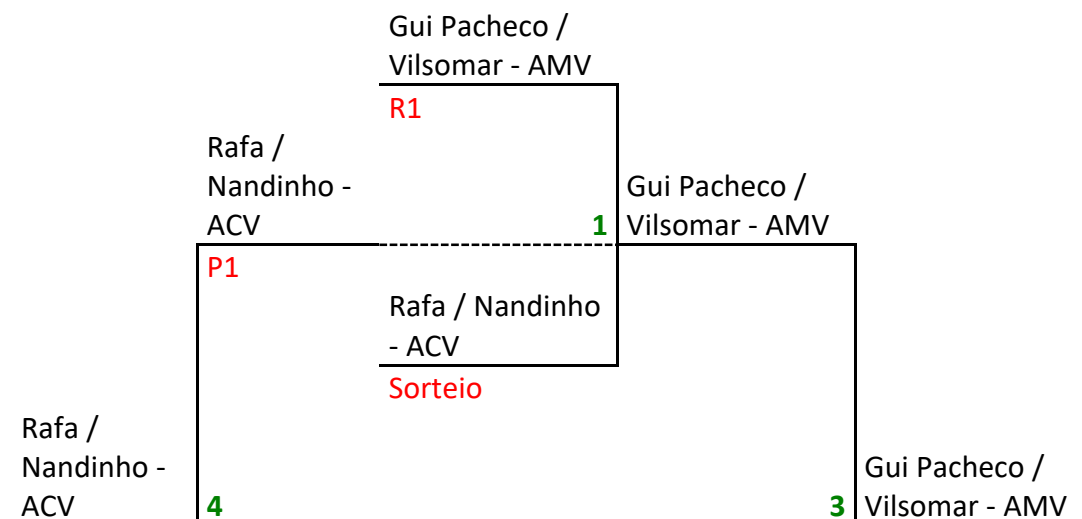 Gui Pacheco /
Vilsomar - AMV
R1
Rafa /
Nandinho -
ACV
1
Gui Pacheco /
Vilsomar - AMV
P1
Rafa / Nandinho
- ACV
Sorteio
Rafa /
Nandinho -
ACV
4
3
Gui Pacheco /
Vilsomar - AMV